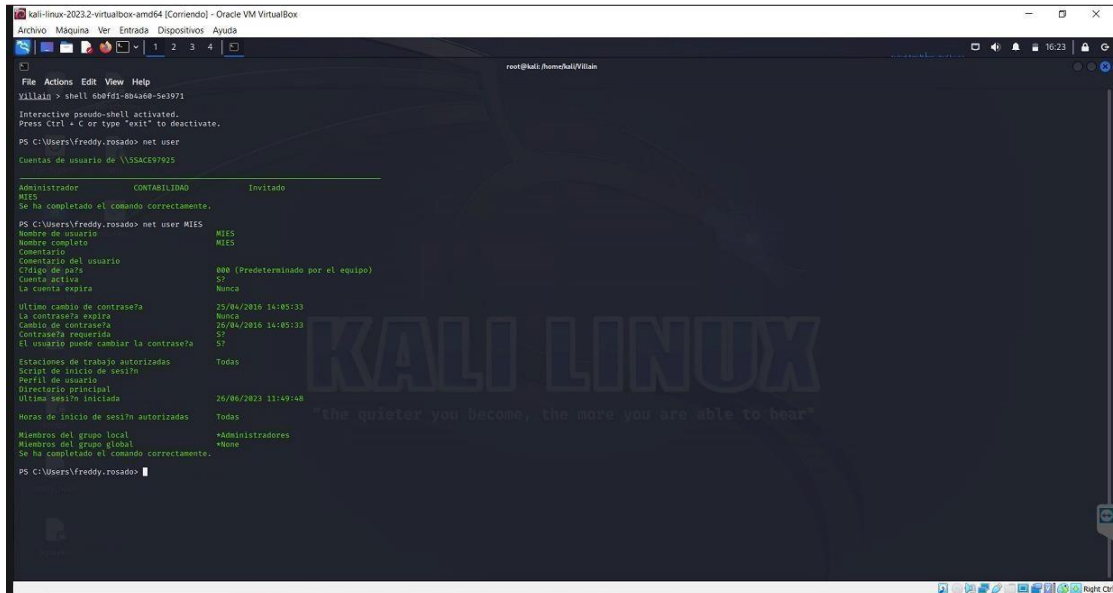 kali-linux-2023.2-virtualbox-amd64 [Corriendo] - Oracle VM VirtualBox
Archivo Máquina Ver Entrada Dispositivos Ayuda
1 2 3 4
16:23
root@kali: /home/kali/Villain
File Actions Edit View Help
Villain > shell 6b0fd1-8b4a60-5e3971
Interactive pseudo-shell activated.
Press Ctrl + C or type "exit" to deactivate.
PS C:\Users\freddy.rosado> net user
Cuentas de usuario de \\SSACE97925
Administrador CONTABILIDAD Invitado
MIES
Se ha completado el comando correctamente.
PS C:\Users\freddy.rosado> net user MIES
Nombre de usuario MIES
Nombre completo MIES
Comentario
Comentario del usuario
C?digo de pa?s 000 (Predeterminado por el equipo)
Cuenta activa S?
La cuenta expira Nunca
Ultimo cambio de contrase?a 25/04/2016 14:05:33
La contrase?a expira Nunca
Cambio de contrase?a 26/04/2016 14:05:33
Contrase?a requerida S?
El usuario puede cambiar la contrase?a S?
Estaciones de trabajo autorizadas Todas
Script de inicio de sesi?n
Perfil de usuario
Directorio principal
Ultima sesi?n iniciada 26/06/2023 11:49:48
Horas de inicio de sesi?n autorizadas Todas
Miembros del grupo local *Administradores
Miembros del grupo global *None
Se ha completado el comando correctamente.
PS C:\Users\freddy.rosado>
KALI LINUX
"the quieter you become, the more you are able to hear"
Right Ctrl